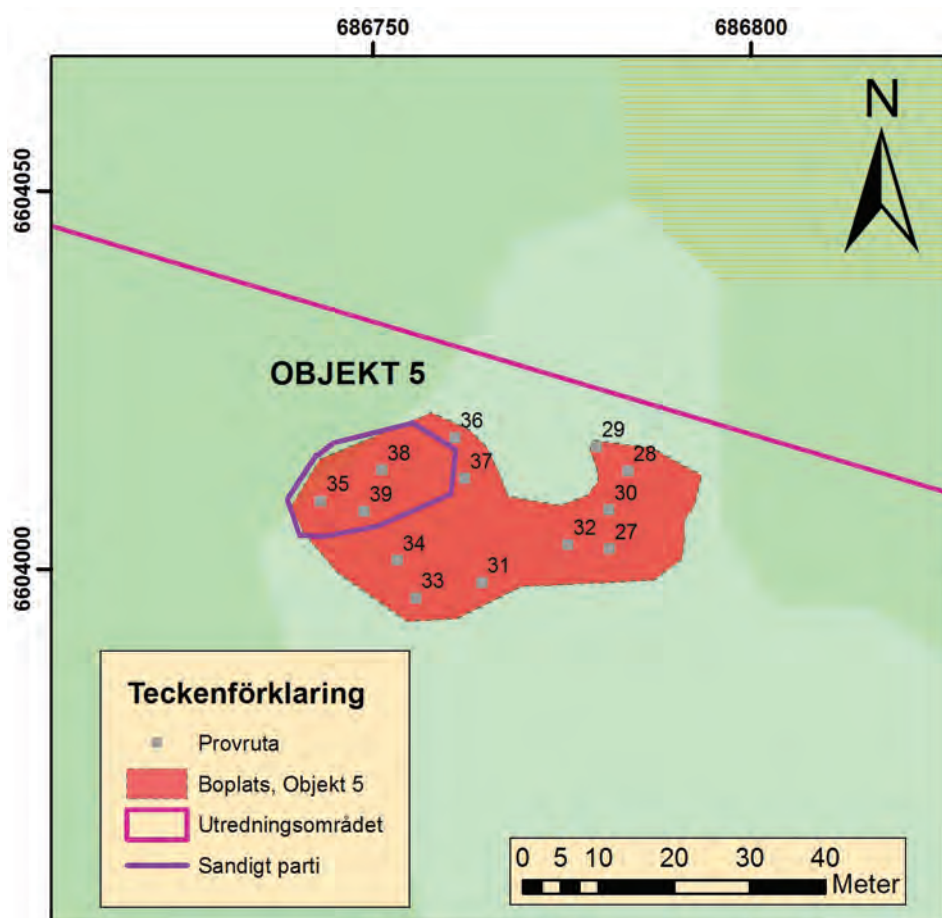 686750 686800
N
6604050
OBJEKT 5
36
29
38
37
28
35
39
30
32 27
34
31
33
6604000
Teckenförklaring
Provruta
Boplats, Objekt 5
Utredningsområdet
Sandigt parti
0 5 10 20 30 40
Meter